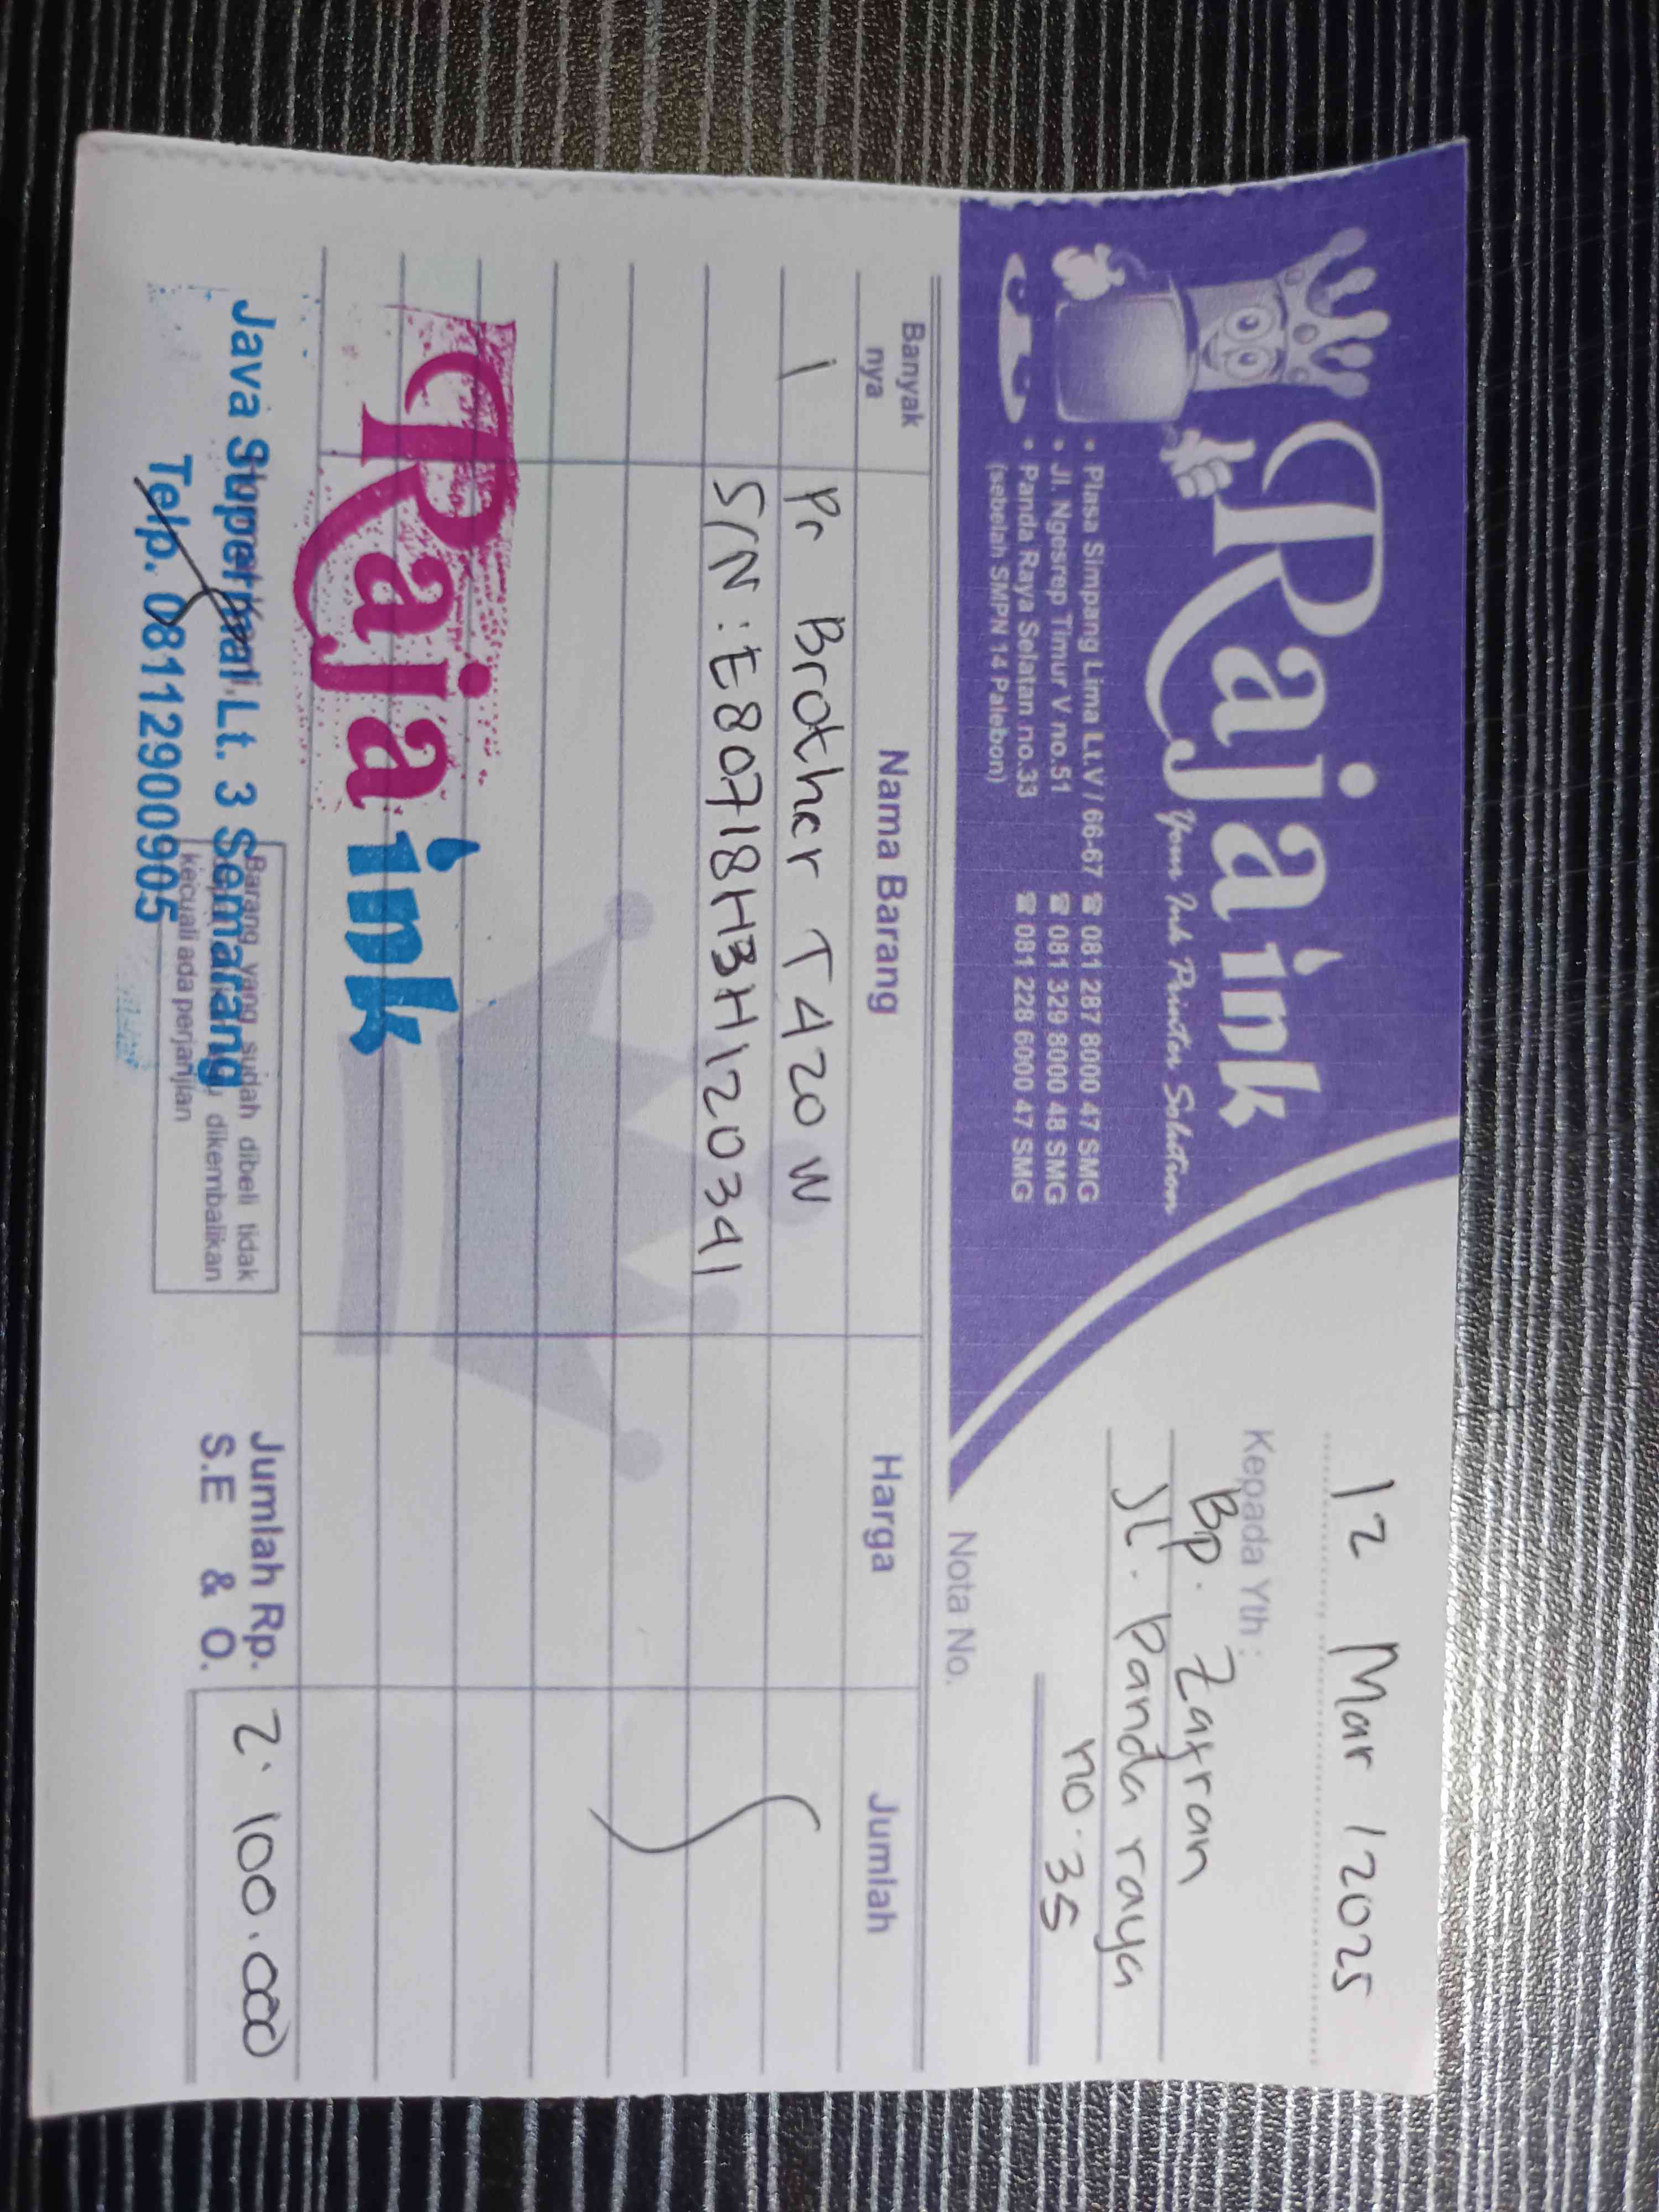 Raja ink
Your Ink Printer Solution
• Plasa Simpang Lima Lt.V / 66-67 ☎ 081 287 8000 47 SMG
• Jl. Ngesrep Timur V no.51 ☎ 081 329 8000 48 SMG
• Panda Raya Selatan no.33 ☎ 081 228 6000 47 SMG
(sebelah SMPN 14 Palebon)
12 Mar 12025
Kepada Yth :
Bp. Zafran
Jl. Panda raya
no. 35
Nota No.
Banyak nya Nama Barang Harga Jumlah
1 Pr Brother T420 W
S/N : E80718H3H120341
Raja ink
Java Supermal Lt. 3 Semarang
Telp. 08112900905
Barang yang sudah dibeli tidak
dikembalikan
kecuali ada perjanjian
Jumlah Rp. 2.100.000
S.E & O.